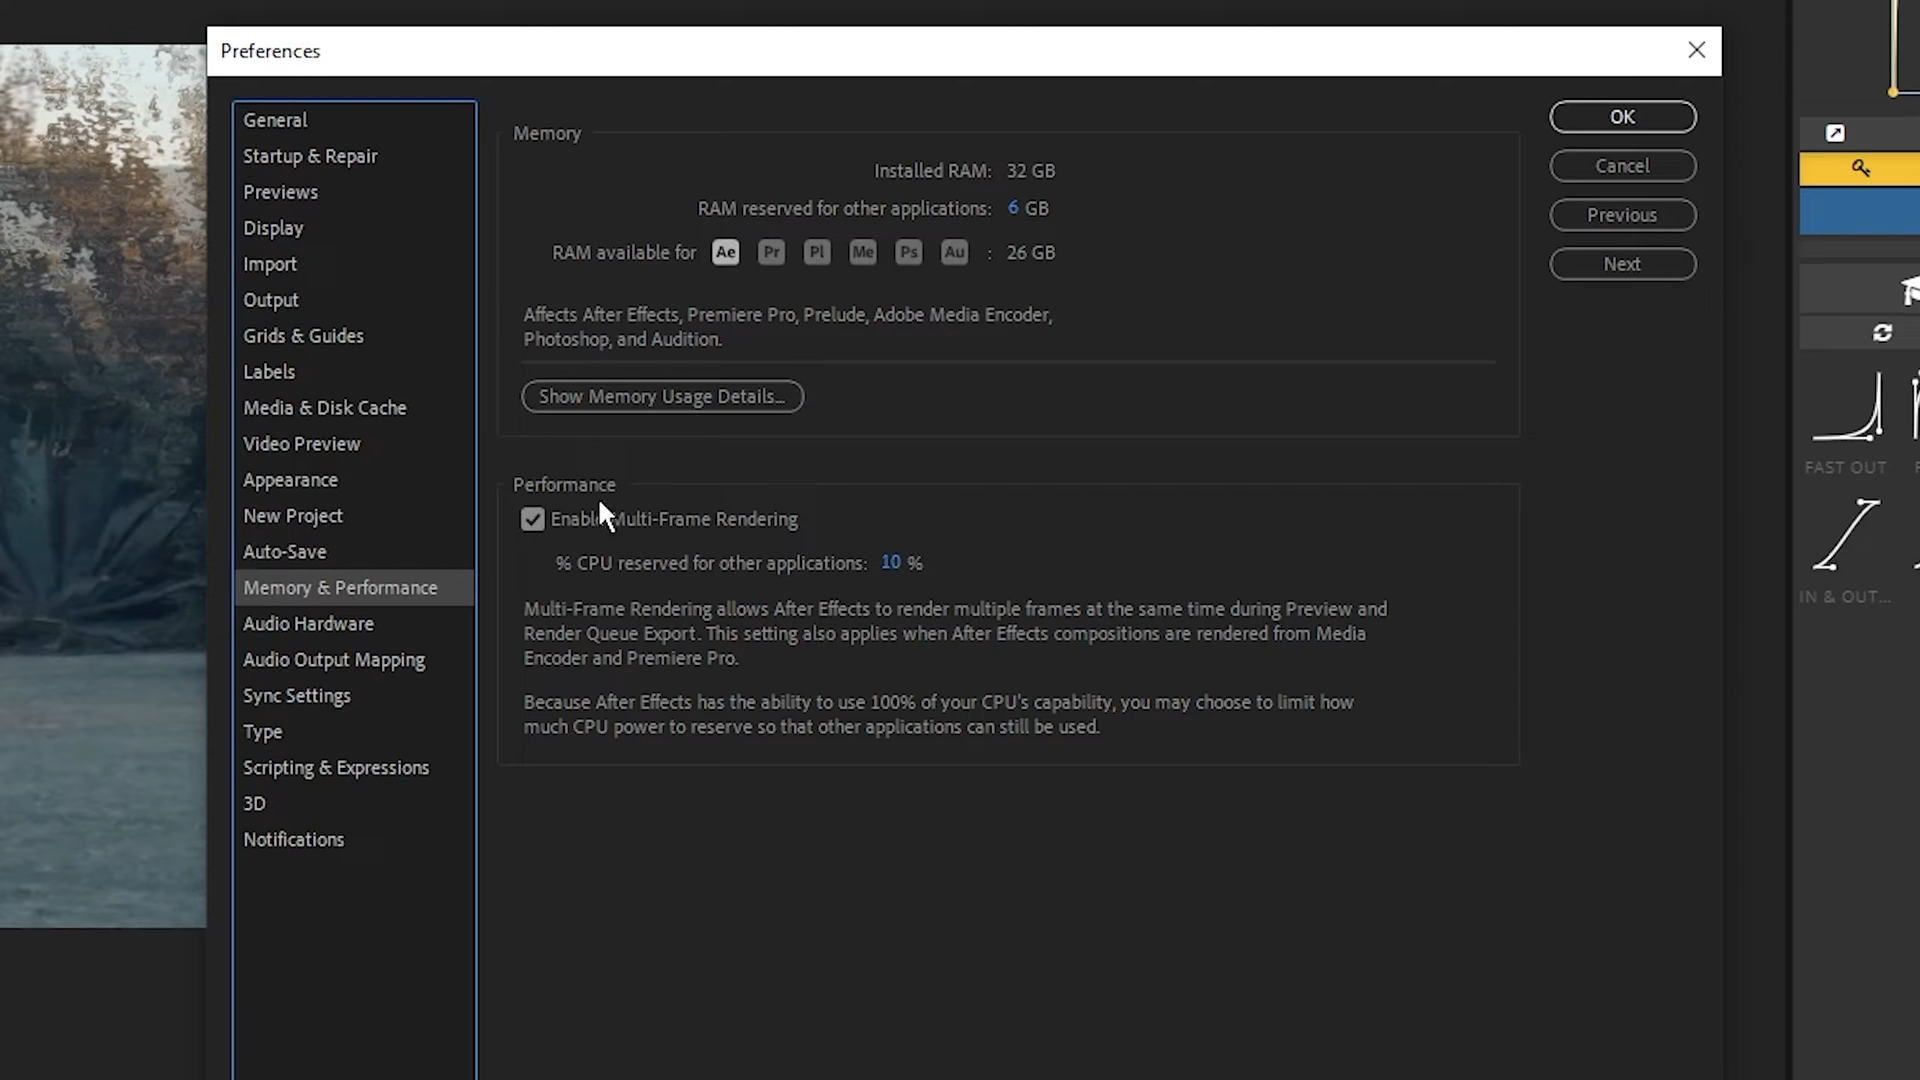 Preferences
General
Startup & Repair
Previews
Display
Import
Output
Grids & Guides
Labels
Media & Disk Cache
Video Preview
Appearance
New Project
Auto-Save
Memory & Performance
Audio Hardware
Audio Output Mapping
Sync Settings
Type
Scripting & Expressions
3D
Notifications
Memory
Installed RAM: 32 GB
RAM reserved for other applications: 6 GB
RAM available for Ae Pr Pl Me Ps Au : 26 GB
Affects After Effects, Premiere Pro, Prelude, Adobe Media Encoder,
Photoshop, and Audition.
Show Memory Usage Details...
Performance
Enable Multi-Frame Rendering
% CPU reserved for other applications: 10 %
Multi-Frame Rendering allows After Effects to render multiple frames at the same time during Preview and
Render Queue Export. This setting also applies when After Effects compositions are rendered from Media
Encoder and Premiere Pro.
Because After Effects has the ability to use 100% of your CPU's capability, you may choose to limit how
much CPU power to reserve so that other applications can still be used.
OK
Cancel
Previous
Next
FAST OUT
IN & OUT...